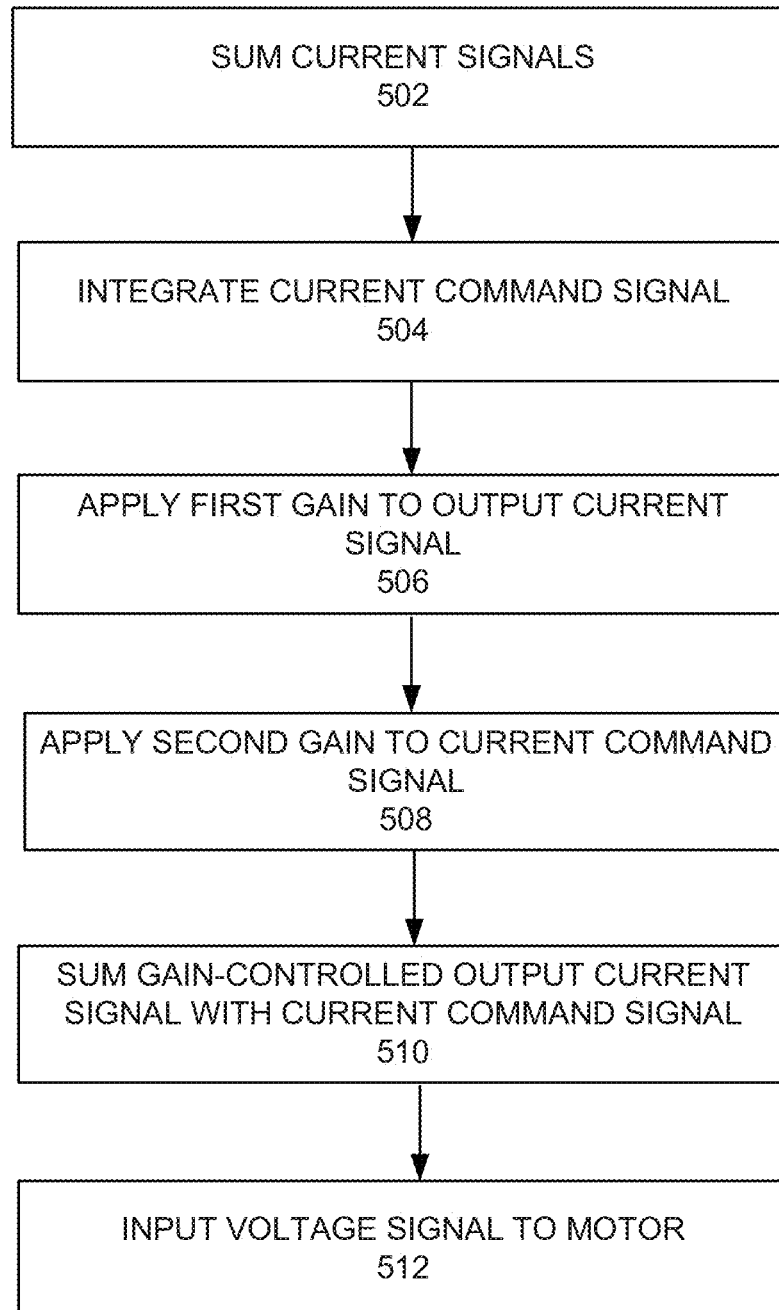 SUM CURRENT SIGNALS
502
INTEGRATE CURRENT COMMAND SIGNAL
504
APPLY FIRST GAIN TO OUTPUT CURRENT
SIGNAL
506
APPLY SECOND GAIN TO CURRENT COMMAND
SIGNAL
508
SUM GAIN-CONTROLLED OUTPUT CURRENT
SIGNAL WITH CURRENT COMMAND SIGNAL
510
INPUT VOLTAGE SIGNAL TO MOTOR
512